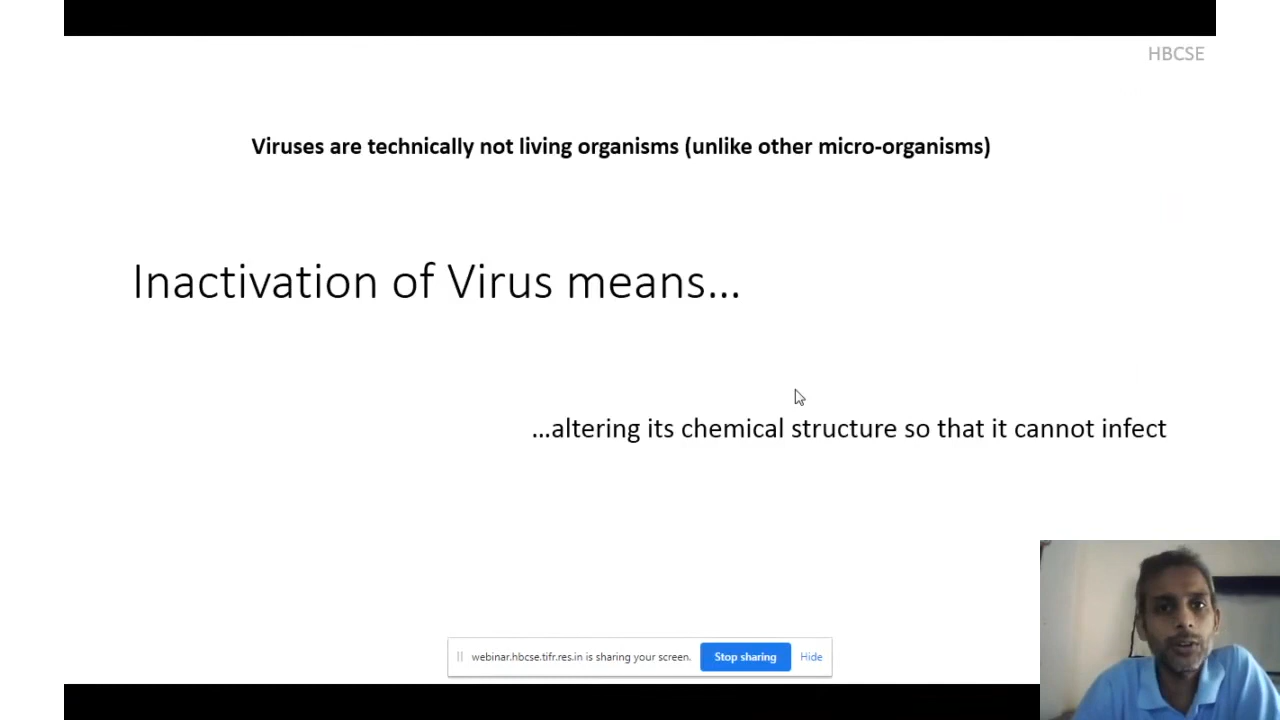 HBCSE
Viruses are technically not living organisms (unlike other micro-organisms)
Inactivation of Virus means...
...altering its chemical structure so that it cannot infect
webinar.hbcse.tifr.res.in is sharing your screen.
Stop sharing
Hide